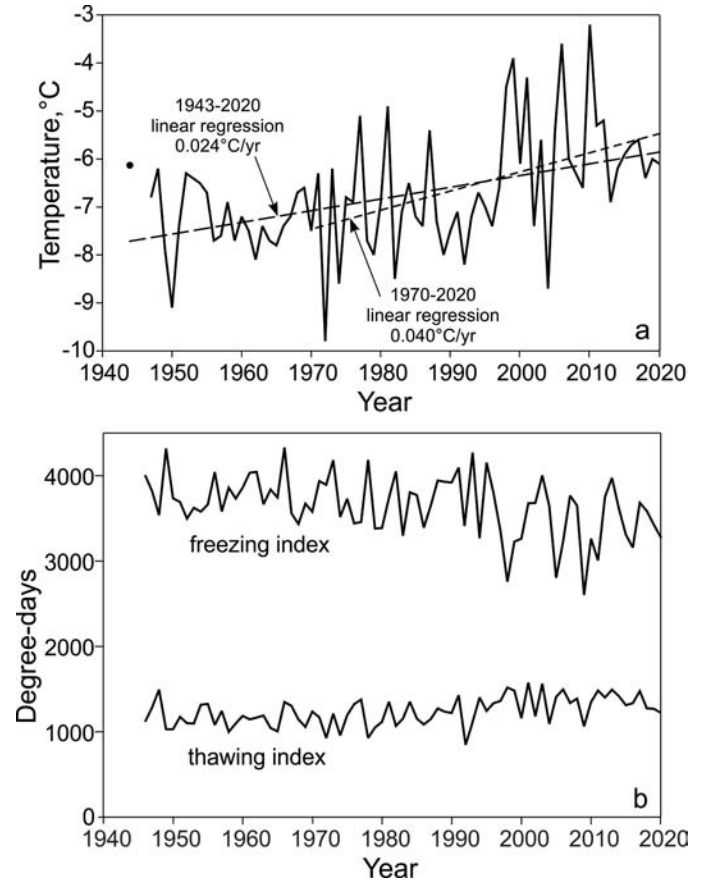 -3
-4
-5
-6
-7
-8
-9
-10
Temperature,°C
1943-2020
linear regression
0.024°C/yr
1970-2020
linear regression
0.040°C/yr
a
1940 1950 1960 1970 1980 1990 2000 2010 2020
Year
4000
3000
2000
1000
0
Degree-days
freezing index
thawing index
b
1940 1950 1960 1970 1980 1990 2000 2010 2020
Year